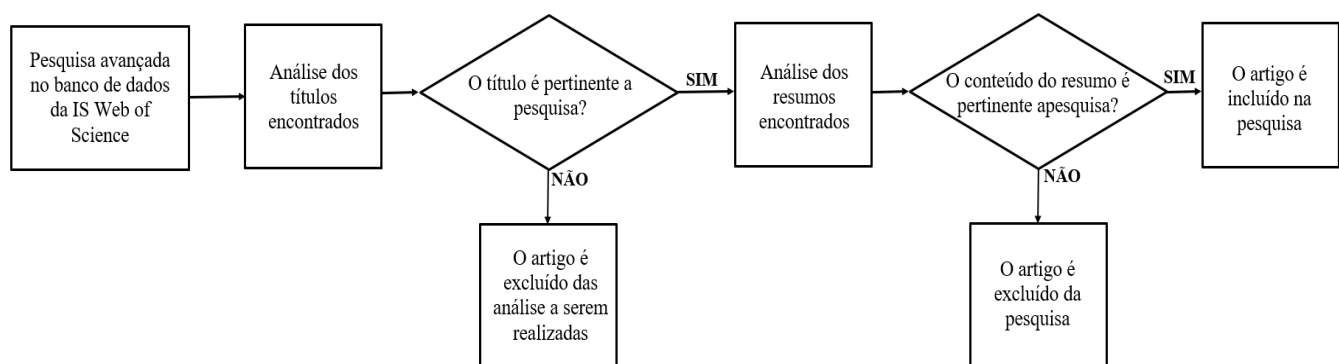 Pesquisa avançada
no banco de dados
da IS Web of
Science
Análise dos
títulos
encontrados
O título é pertinente a
pesquisa?
SIM
NÃO
O artigo é
excluído das
análise a serem
realizadas
Análise dos
resumos
encontrados
O conteúdo do resumo é
pertinente apesquisa?
SIM
NÃO
O artigo é
excluído da
pesquisa
O artigo é
incluído na
pesquisa